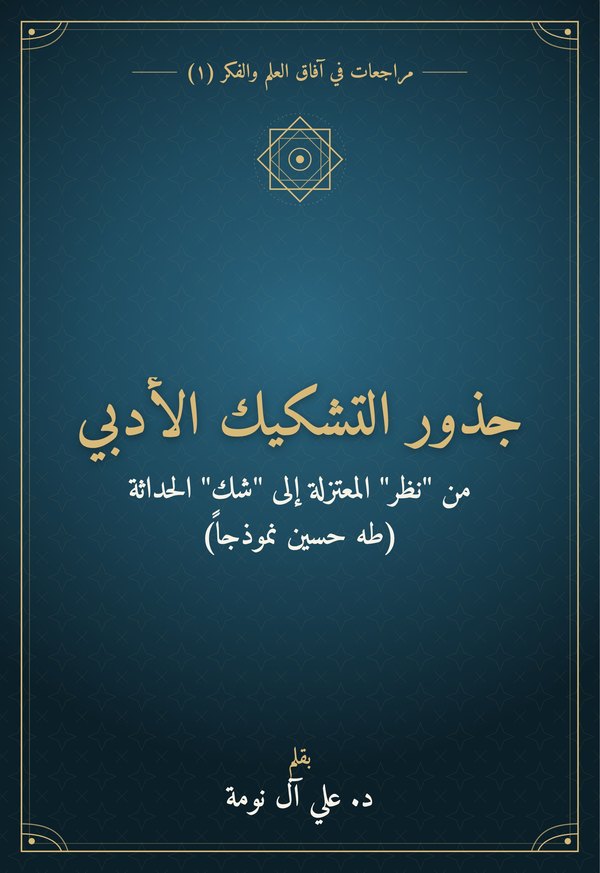 مراجعات في آفاق العلم والفكر (١)
جذور التشكيك الأدبي
من "نظر" المعتزلة إلى "شك" الحداثة
(طه حسين نموذجاً)
بقلم
د. علي آل نومة